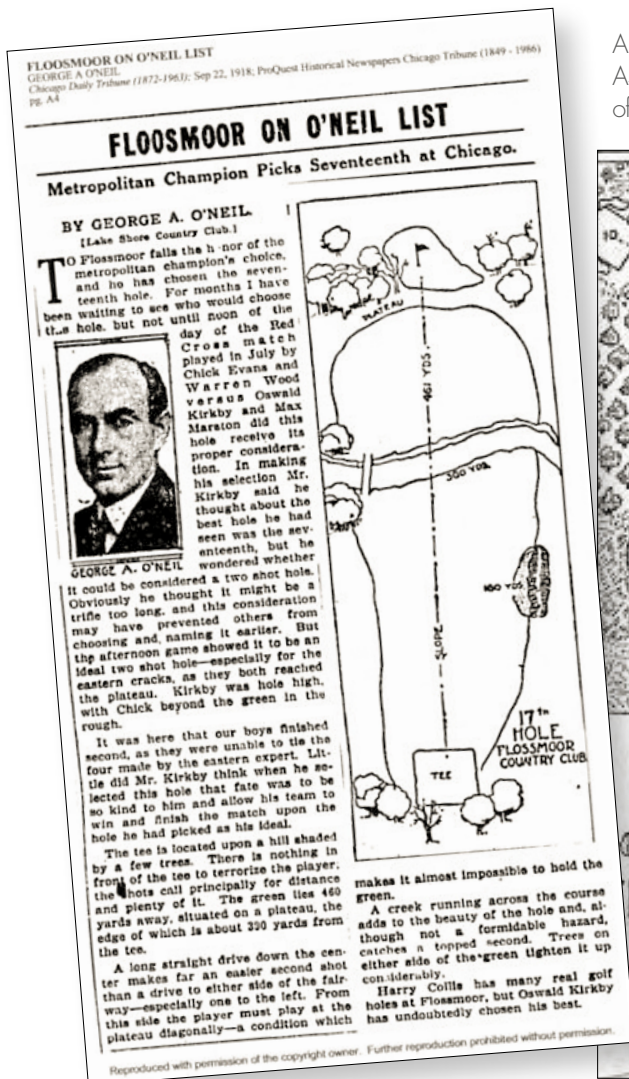 FLOOSMOOR ON O'NEIL LIST
GEORGE A O'NEIL
Chicago Daily Tribune (1872-1963); Sep 22, 1918; ProQuest Historical Newspapers Chicago Tribune (1849 - 1986)
pg. A4
FLOOSMOOR ON O'NEIL LIST
Metropolitan Champion Picks Seventeenth at Chicago.
BY GEORGE A. O'NEIL.
[Lake Shore Country Club.]
TO Flossmoor falls the h nor of the
metropolitan champion's choice,
and he has chosen the seven-
teenth hole. For months I have
been waiting to see who would choose
this hole, but not until noon of the
day of the Red
Cross match
played in July by
Chick Evans and
Warren Wood
versus Oswald
Kirkby and Max
Marston did this
hole receive its
proper considera-
tion. In making
his selection Mr.
Kirkby said he
thought about the
best hole he had
seen was the sev-
enteenth, but he
wondered whether
GEORGE A. O'NEIL
it could be considered a two shot hole.
Obviously he thought it might be a
trifle too long, and this consideration
may have prevented others from
choosing and, naming it earlier. But
the afternoon game showed it to be an
ideal two shot hole—especially for the
eastern cracks, as they both reached
the plateau. Kirkby was hole high,
with Chick beyond the green in the
rough.
It was here that our boys finished
second, as they were unable to tie the
four made by the eastern expert. Lit-
tle did Mr. Kirkby think when he se-
lected this hole that fate was to be
so kind to him and allow his team to
win and finish the match upon the
hole he had picked as his ideal.
The tee is located upon a hill shaded
by a few trees. There is nothing in
front of the tee to terrorize the player;
the shots call principally for distance
and plenty of it. The green lies 460
yards away, situated on a plateau, the
edge of which is about 390 yards from
the tee.
A long straight drive down the cen-
ter makes far an easier second shot
than a drive to either side of the fair-
way—especially one to the left. From
this side the player must play at the
plateau diagonally—a condition which
PLATEAU
461 YDS.
350 YDS.
160 YDS.
SLOPE
TEE
17TH
HOLE
FLOSSMOOR
COUNTRY CLUB
makes it almost impossible to hold the
green.
A creek running across the course
adds to the beauty of the hole and, al-
though not a formidable hazard,
catches a topped second. Trees on
either side of the green tighten it up
considerably.
Harry Collis has many real golf
holes at Flossmoor, but Oswald Kirkby
has undoubtedly chosen his best.
Reproduced with permission of the copyright owner. Further reproduction prohibited without permission.
A
A
of